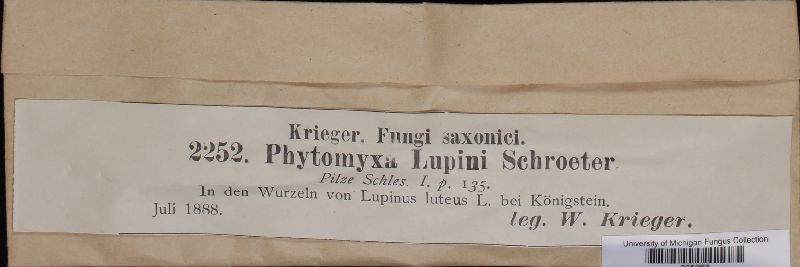 Krieger, Fungi saxonici.
2252. Phytomyxa Lupini Schroeter.
Pilze Schles. I. p. 135.
In den Wurzeln von Lupinus luteus L. bei Königstein.
Juli 1888.
leg. W. Krieger.
University of Michigan Fungus Collection